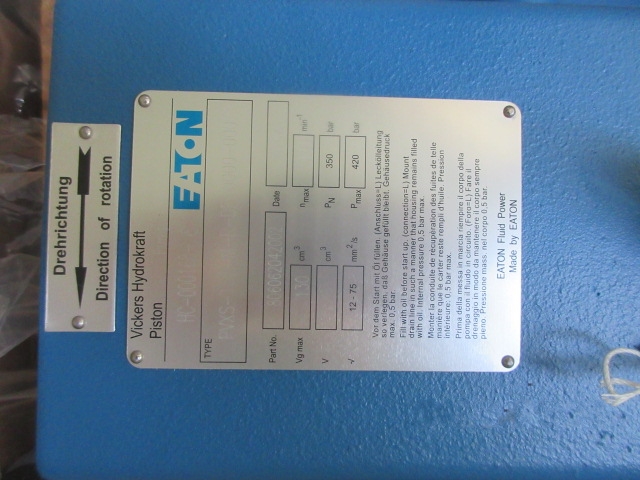 Drehrichtung
Direction of rotation
Vickers Hydrokraft
Piston
EATON
TYPE
Part No.
Date
Vg max
cm³
n max
min⁻¹
V
cm³
PN
350
bar
√
12 - 75
mm²/s
Pmax
420
bar
Vor dem Start mit Öl füllen. (Anschluss=L) Leckölleitung
so verlegen, daß Gehäuse gefüllt bleibt. Gehäusedruck
max. 0,5 bar.
Fill with oil before start up. (connection=L) Mount
drain line in such a manner that housing remains filled
with oil. Internal pressure 0,5 bar max.
Monter la conduite de récupération des fuites de telle
manière que le carter reste rempli d'huile. Pression
intérieure: 0,5 bar max.
Prima della messa in marcia riempire il corpo della
pompa con il fluido in circuito. (Foro=L) Fare il
drenaggio in modo da mantenere il corpo sempre
pieno. Pressione mass. nel corpo 0,5 bar
EATON Fluid Power
Made by EATON